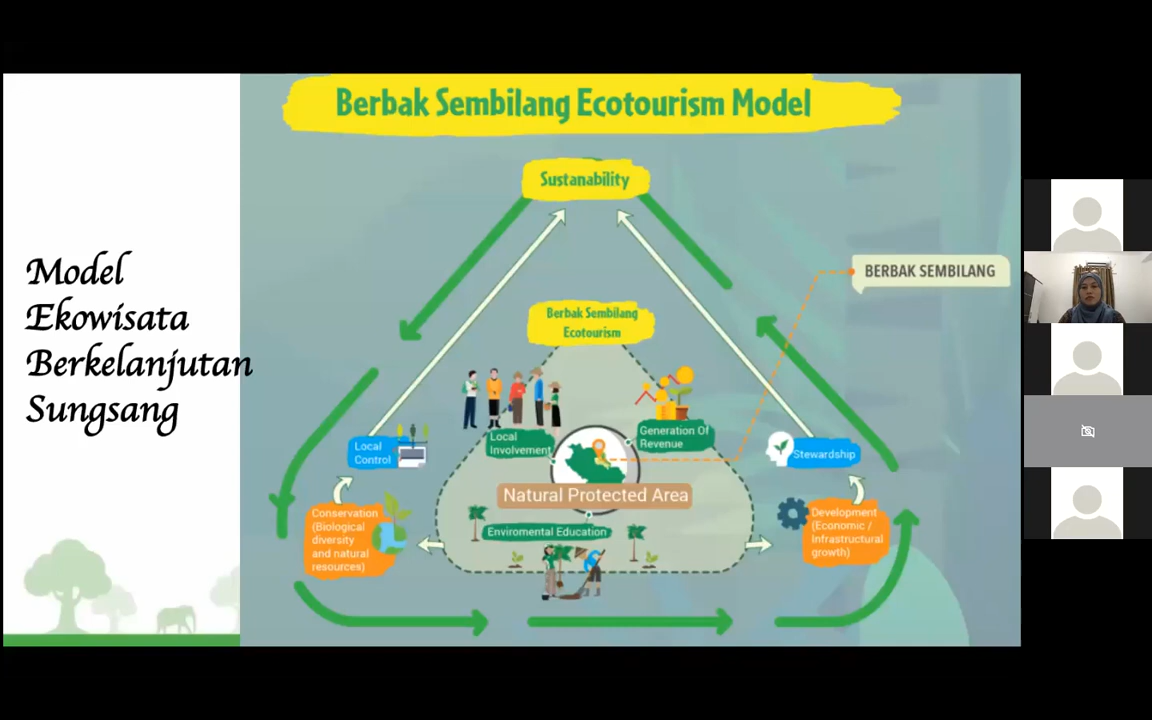 Berbak Sembilang Ecotourism Model
Sustanability
Model
Ekowisata
Berkelanjutan
Sungsang
BERBAK SEMBILANG
Berbak Sembilang
Ecotourism
Local
Involvement
Generation Of
Revenue
Local
Control
Stewardship
Natural Protected Area
Conservation
(Biological
diversity
and natural
resources)
Enviromental Education
Development
(Economic /
Infrastructural
growth)